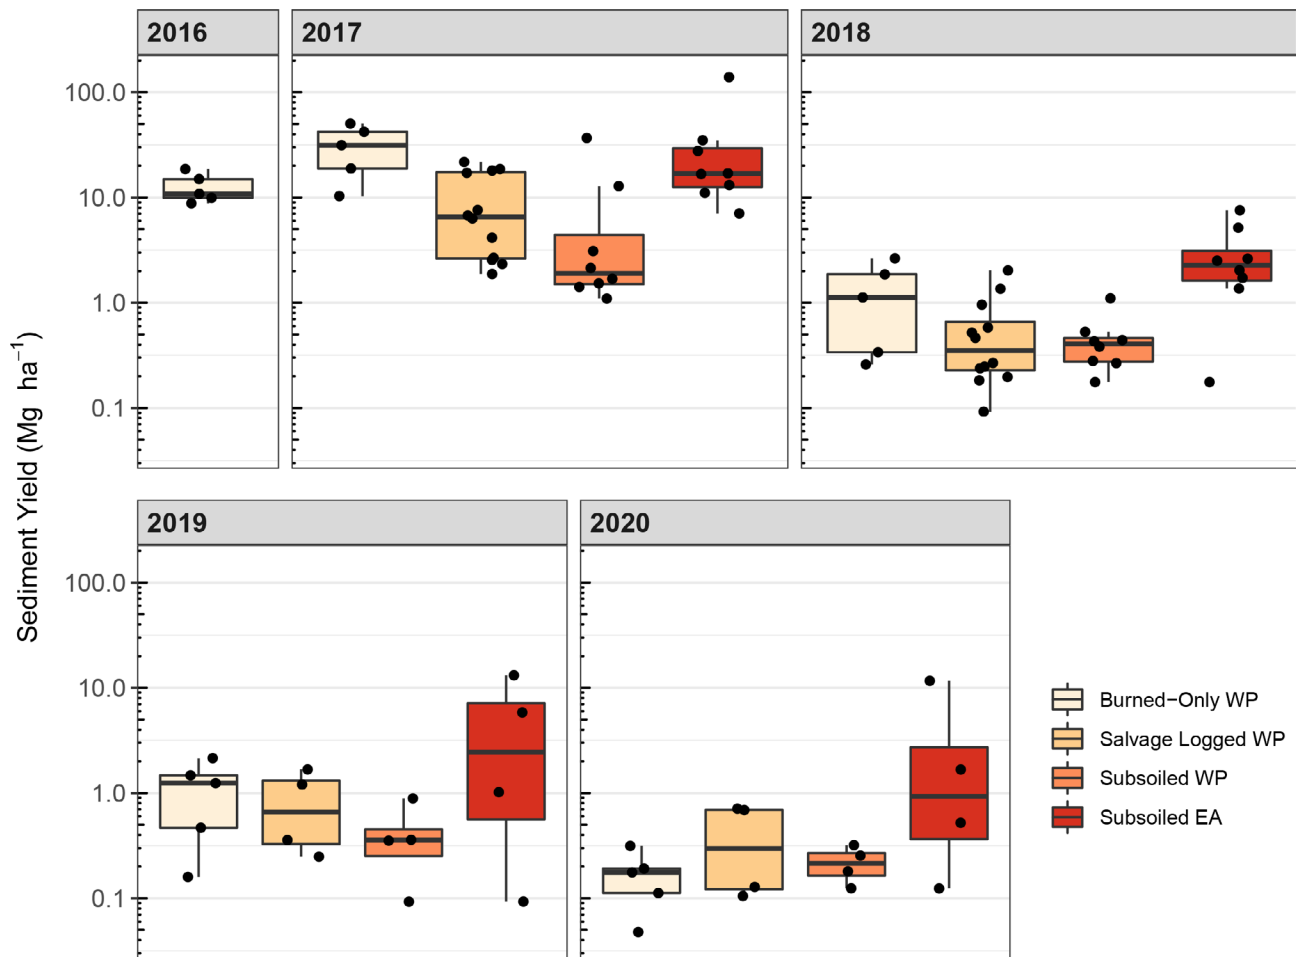 2016
2017
2018
100.0
10.0
1.0
0.1
Sediment Yield (Mg ha⁻¹)
2019
2020
100.0
10.0
1.0
0.1
Burned−Only WP
Salvage Logged WP
Subsoiled WP
Subsoiled EA